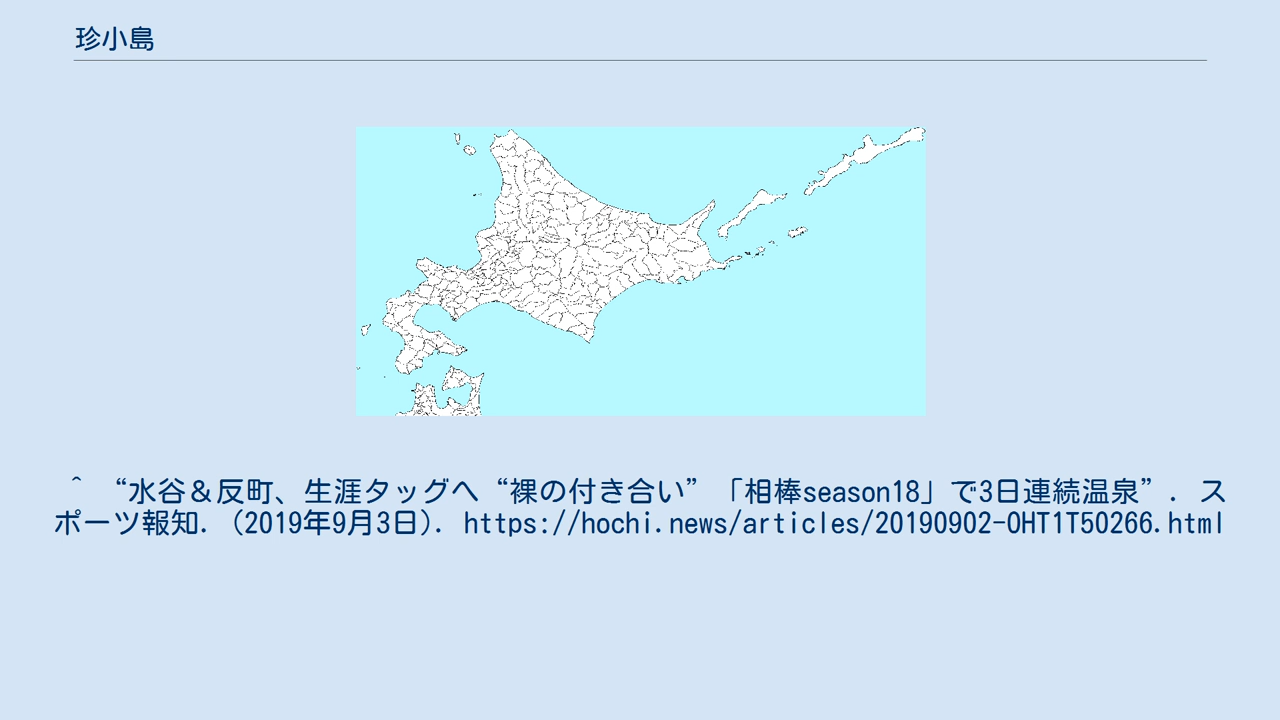 珍小島
^ “水谷＆反町、生涯タッグへ“裸の付き合い”「相棒season18」で3日連続温泉”. ス
ポーツ報知. (2019年9月3日). https://hochi.news/articles/20190902-OHT1T50266.html